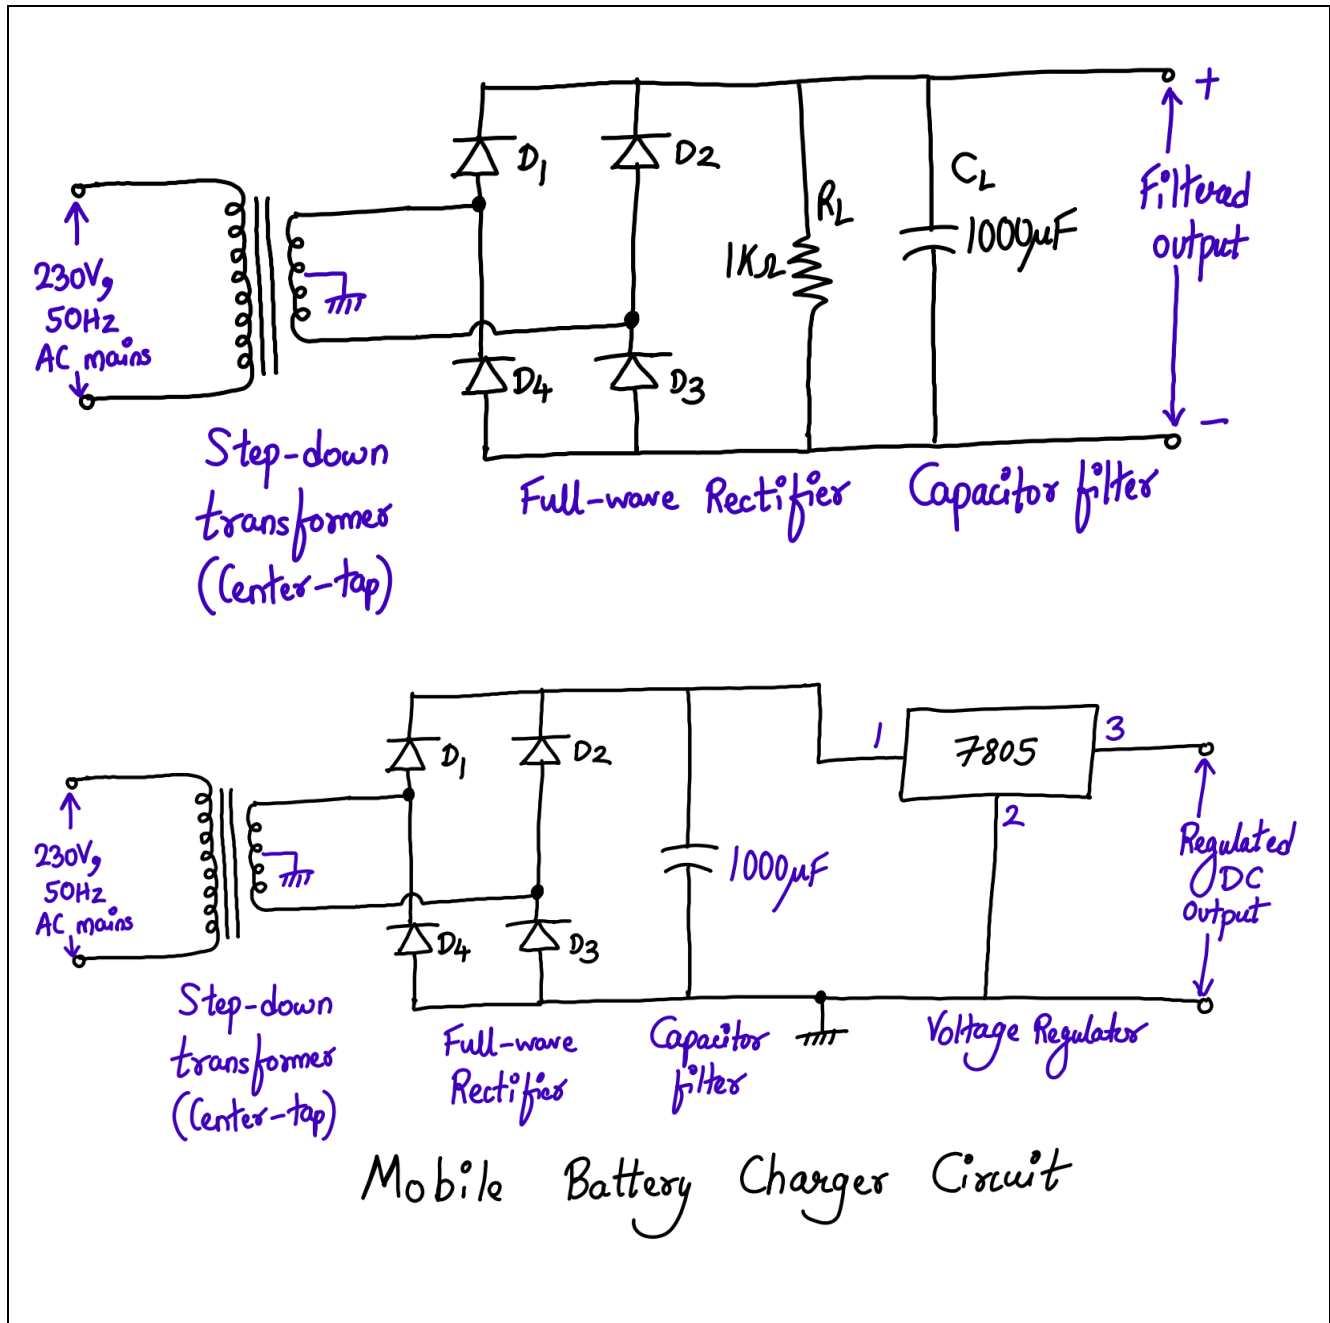 D1
D2
+
CL
RL
Filtered
output
1000μF
1KΩ
230V,
50Hz
AC mains
D4
D3
−
Step-down
transformer
(Center-tap)
Full-wave Rectifier
Capacitor filter
D1
D2
1
7805
3
2
230V,
50Hz
AC mains
1000μF
Regulated
DC
Output
D4
D3
Step-down
transformer
(Center-tap)
Full-wave
Rectifier
Capacitor
filter
Voltage Regulator
Mobile Battery Charger Circuit